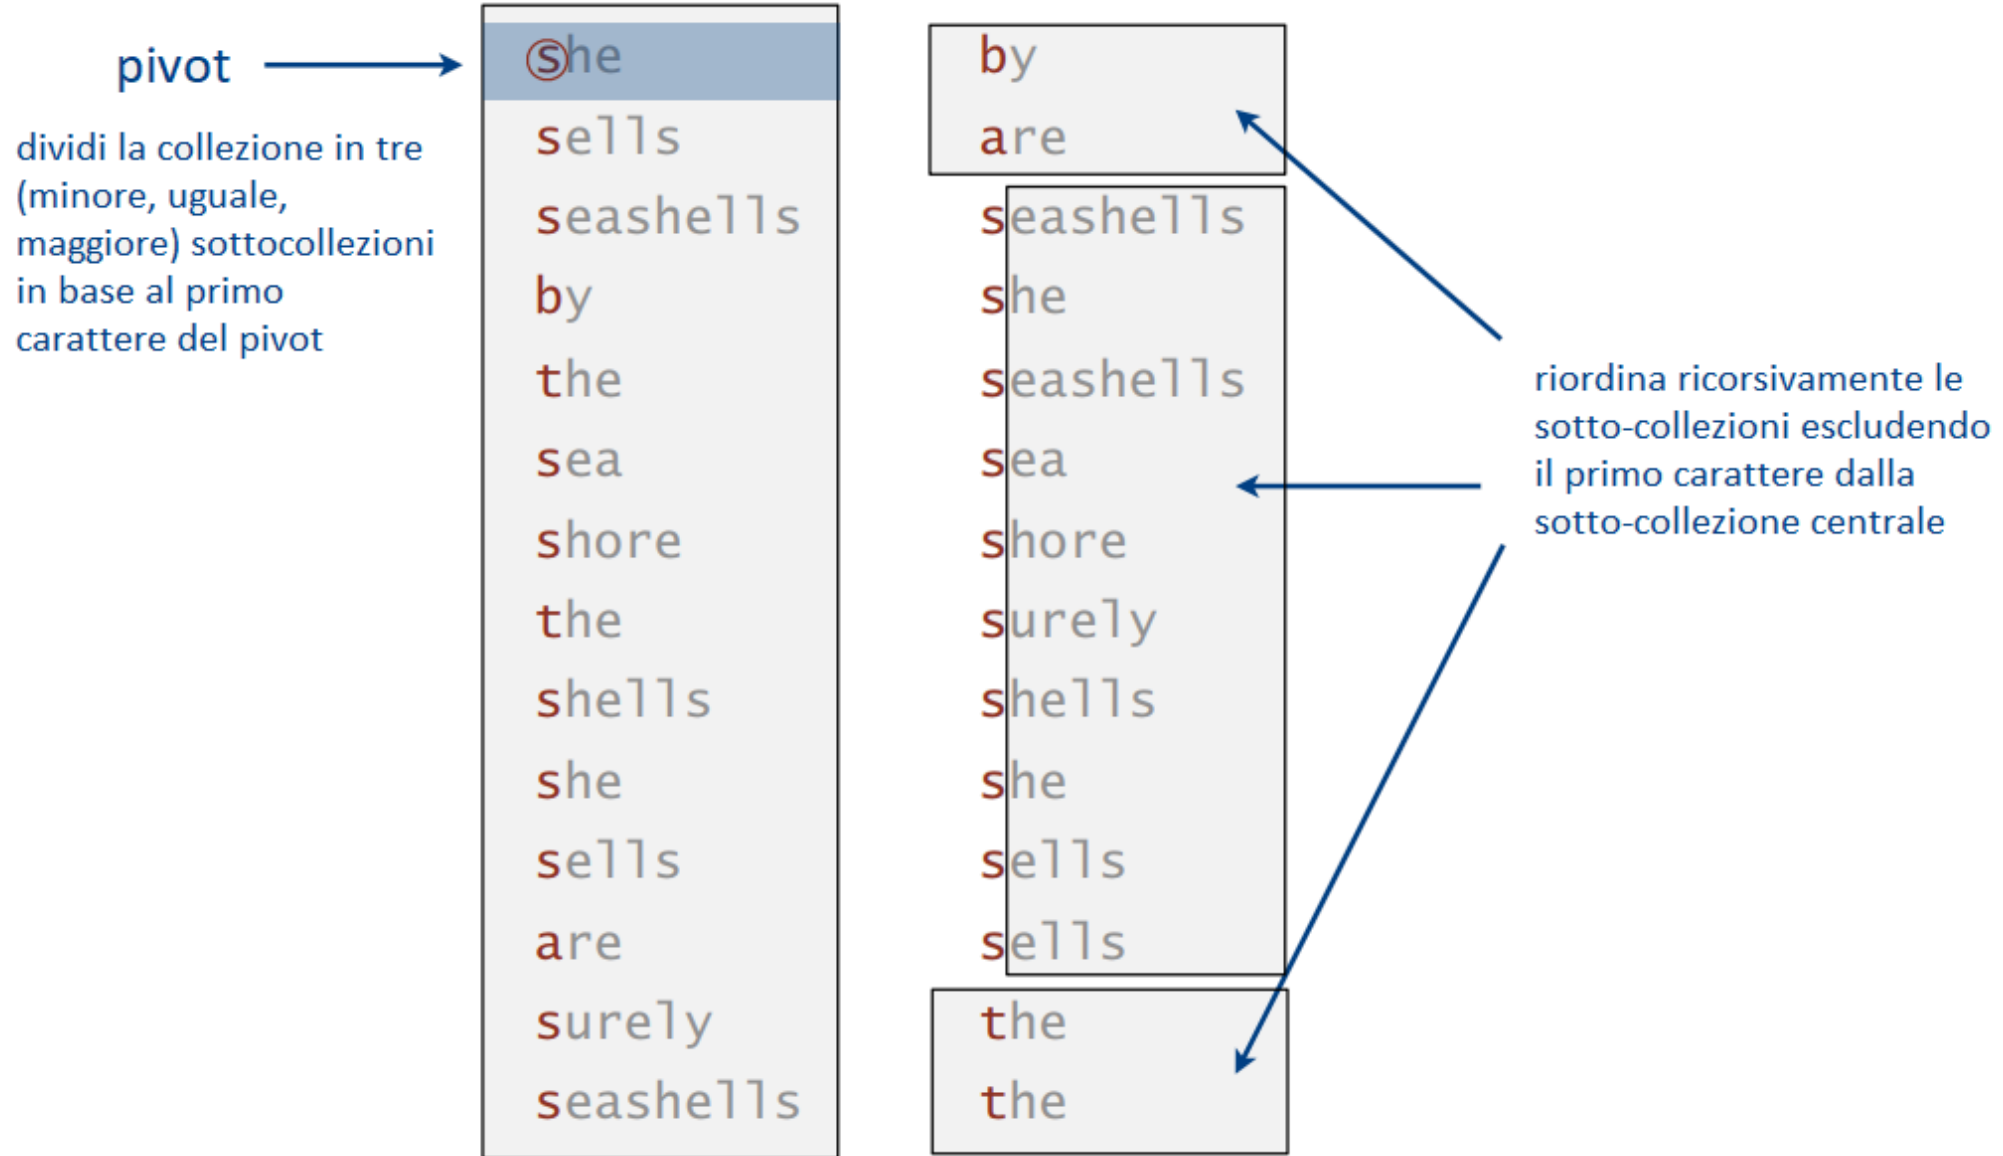 pivot
dividi la collezione in tre
(minore, uguale,
maggiore) sottocollezioni
in base al primo
carattere del pivot
she
sells
seashells
by
the
sea
shore
the
shells
she
sells
are
surely
seashells
by
are
seashells
she
seashells
sea
shore
surely
shells
she
sells
sells
the
the
riordina ricorsivamente le
sotto-collezioni escludendo
il primo carattere dalla
sotto-collezione centrale